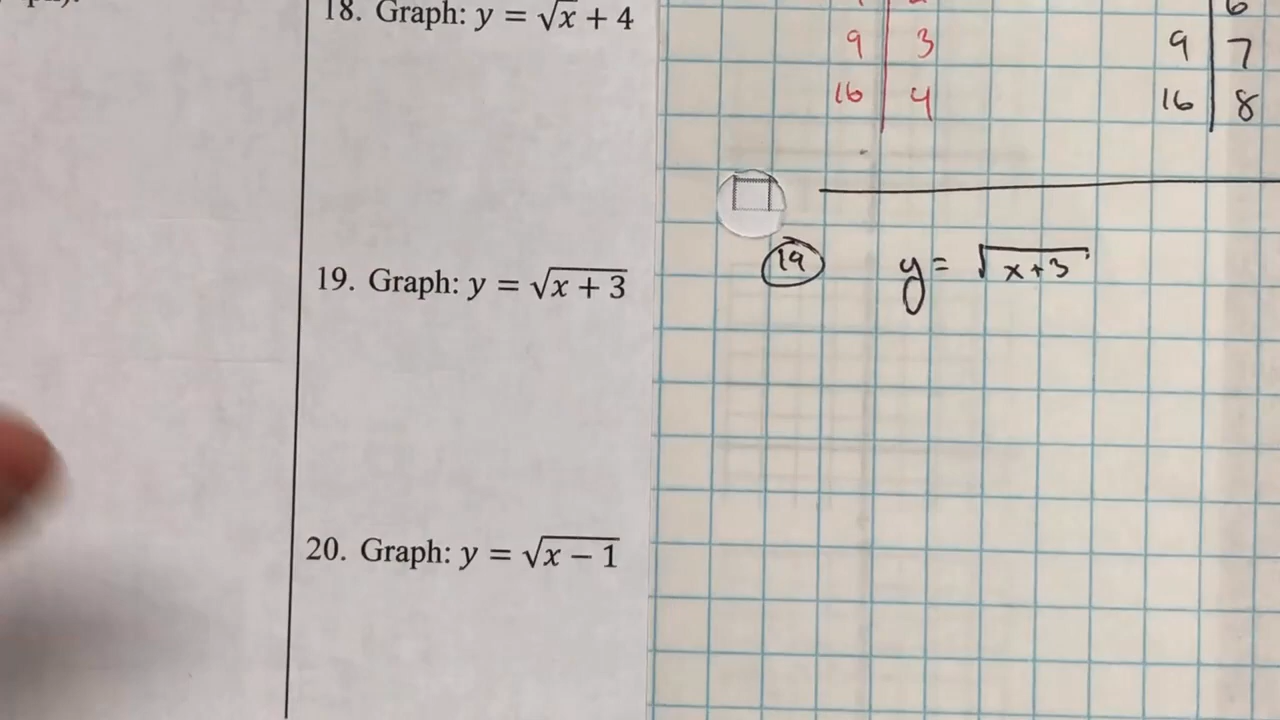 18. Graph: y = √x + 4
19. Graph: y = √(x + 3)
20. Graph: y = √(x − 1)
9 | 3
16 | 4
6
9 | 7
16 | 8
19 y = √(x+3)